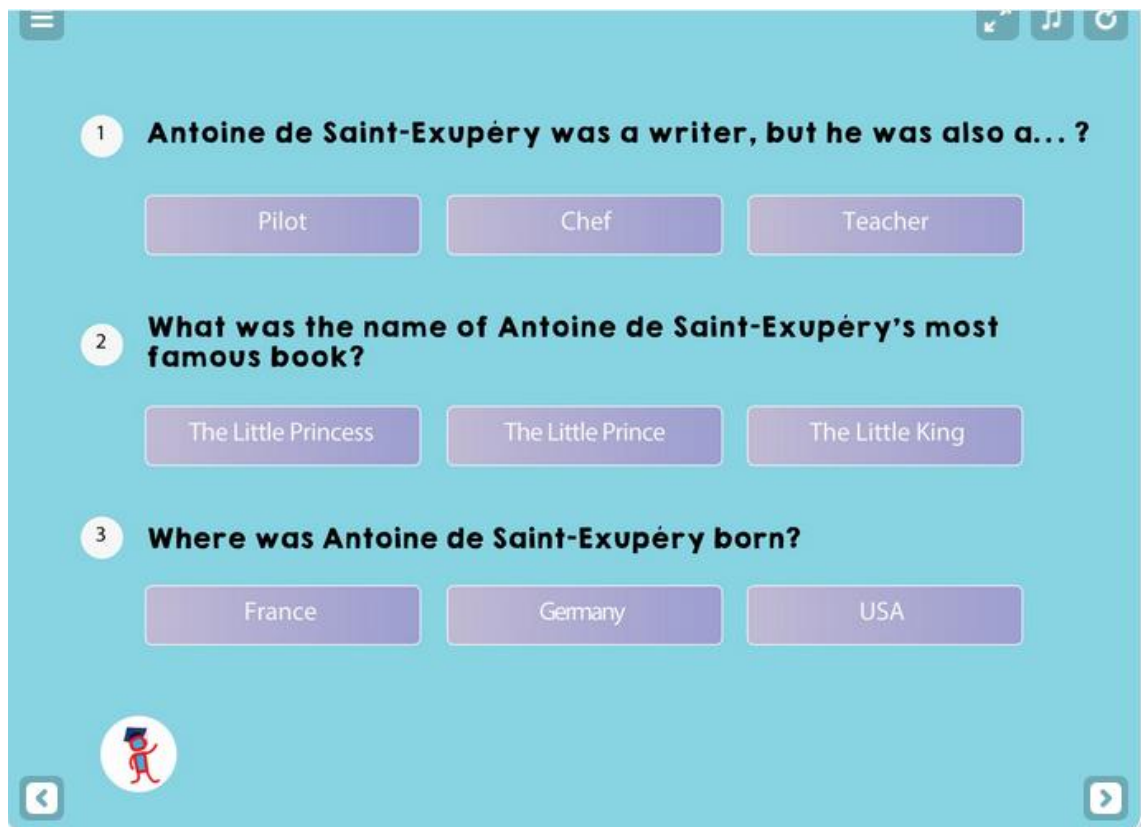 1 Antoine de Saint-Exupéry was a writer, but he was also a... ?
Pilot Chef Teacher
2 What was the name of Antoine de Saint-Exupéry's most
famous book?
The Little Princess The Little Prince The Little King
3 Where was Antoine de Saint-Exupéry born?
France Germany USA